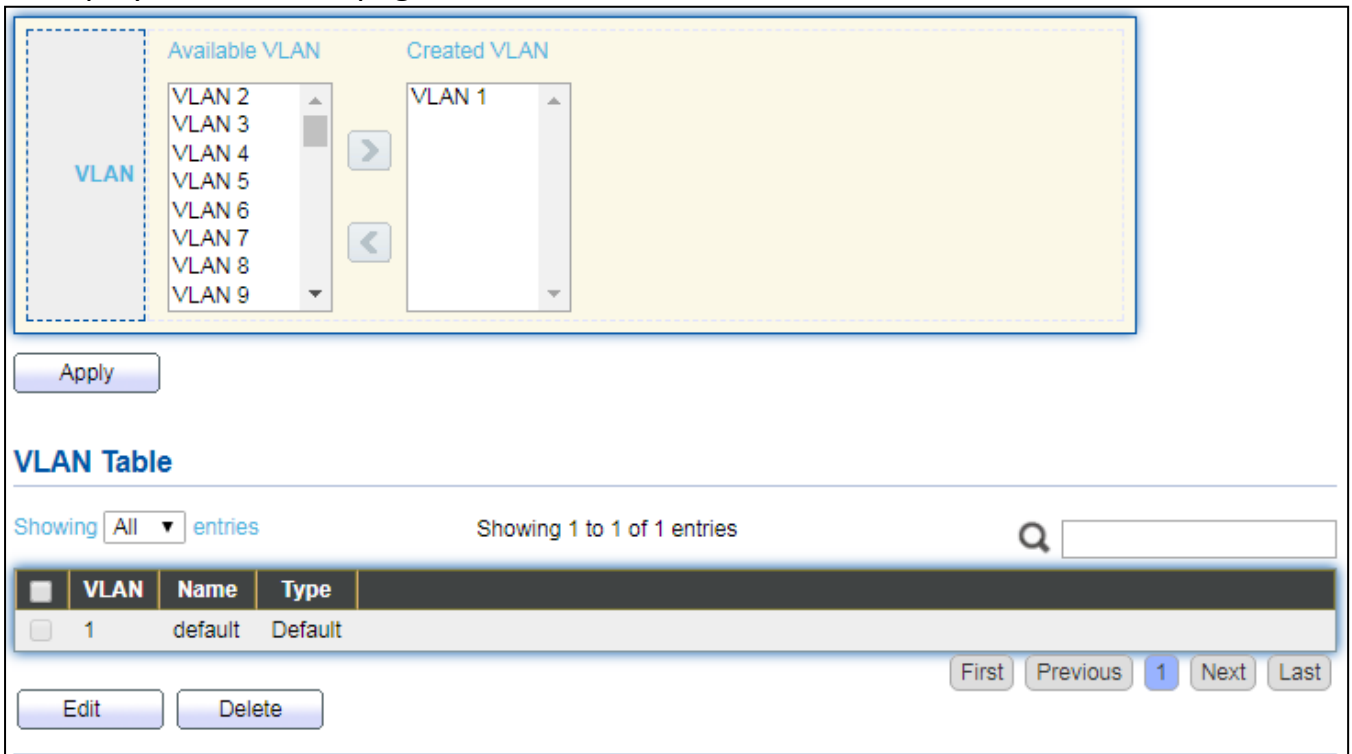 Available VLAN Created VLAN
VLAN
VLAN 2
VLAN 3
VLAN 4
VLAN 5
VLAN 6
VLAN 7
VLAN 8
VLAN 9
VLAN 1
Apply
VLAN Table
Showing All entries Showing 1 to 1 of 1 entries
VLAN Name Type
1 default Default
First Previous 1 Next Last
Edit Delete